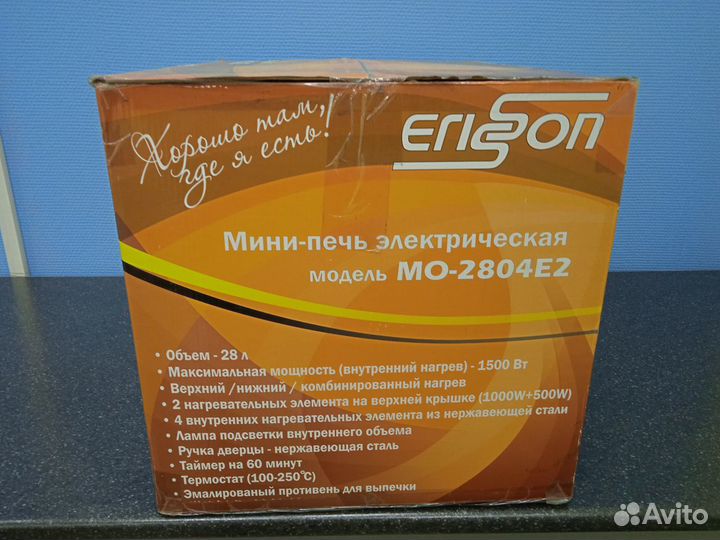 Хорошо там,
где я есть!
ERISSON
Мини-печь электрическая
модель МО-2804Е2
• Объем - 28 л
• Максимальная мощность (внутренний нагрев) - 1500 Вт
• Верхний /нижний / комбинированный нагрев
• 2 нагревательных элемента на верхней крышке (1000W+500W)
• 4 внутренних нагревательных элемента из нержавеющей стали
• Лампа подсветки внутреннего объема
• Ручка дверцы - нержавеющая сталь
• Таймер на 60 минут
• Термостат (100-250°C)
• Эмалированый противень для выпечки
Avito